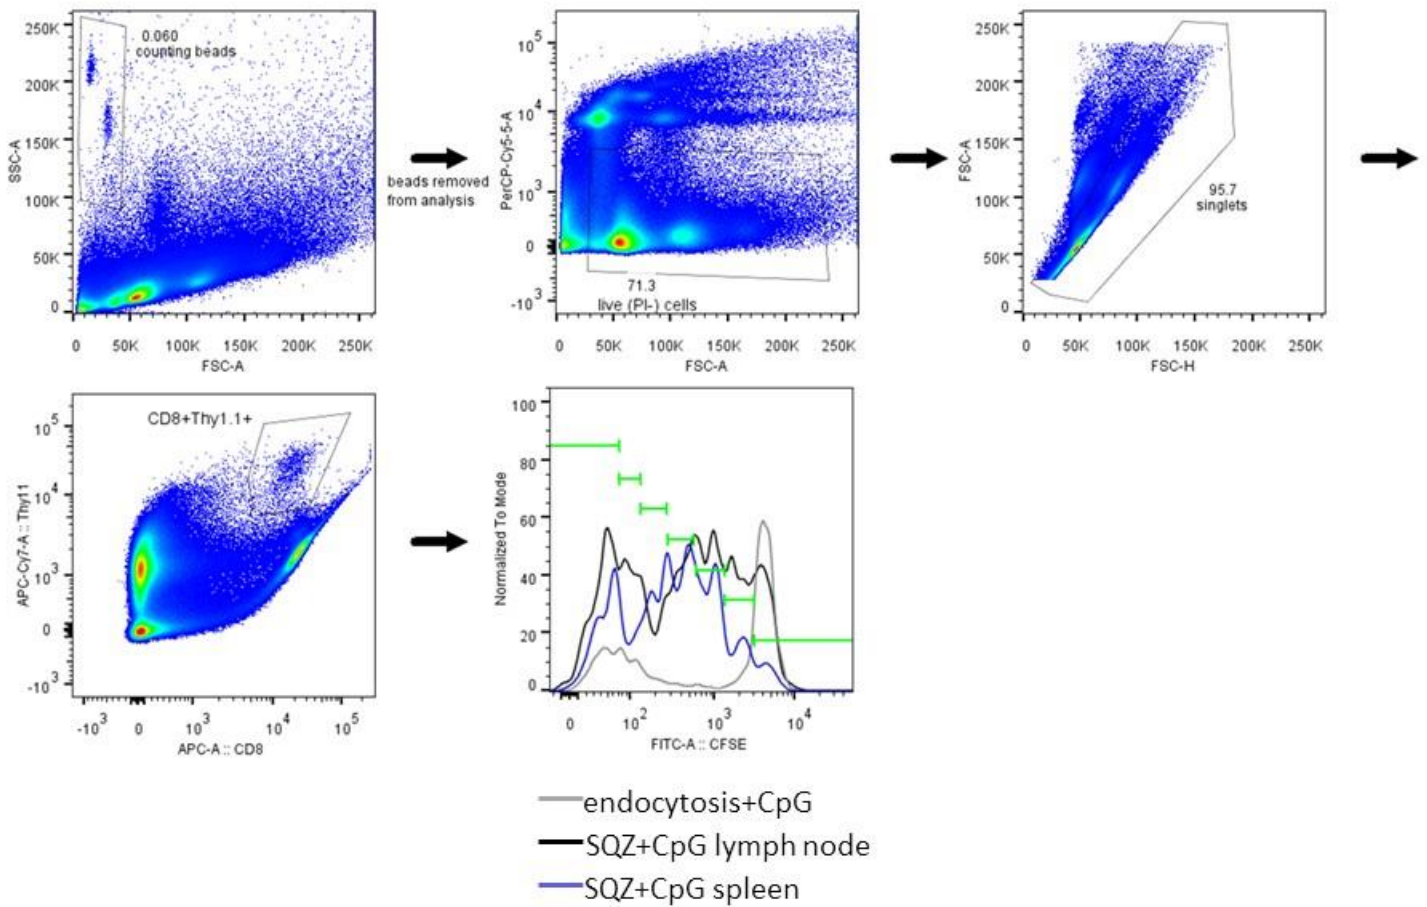 250K
200K
150K
100K
50K
0
SSC-A
0.060
counting beads
0 50K 100K 150K 200K 250K
FSC-A
beads removed
from analysis
10^5
10^4
10^3
0
-10^3
PerCP-Cy5-5-A
71.3
live (PI-) cells
0 50K 100K 150K 200K 250K
FSC-A
250K
200K
150K
100K
50K
0
FSC-A
95.7
singlets
0 50K 100K 150K 200K 250K
FSC-H
10^5
10^4
10^3
0
-10^3
APC-Cy7-A :: Thy11
CD8+Thy1.1+
-10^3 0 10^3 10^4 10^5
APC-A :: CD8
100
80
60
40
20
0
Normalized To Mode
0 10^2 10^3 10^4
FITC-A :: CFSE
endocytosis+CpG
SQZ+CpG lymph node
SQZ+CpG spleen